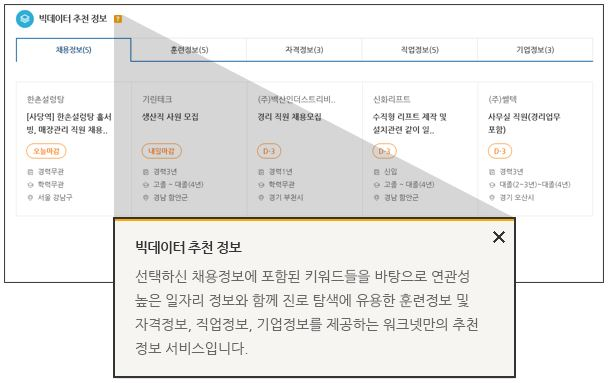 빅데이터 추천 정보 ?
채용정보(5) 훈련정보(5) 자격정보(3) 직업정보(5) 기업정보(3)
한촌설렁탕 기린테크 (주)백산인더스트리비.. 신화리프트 (주)쎌텍
[사당역] 한촌설렁탕 홀서 생산직 사원 모집 경리 직원 채용모집 수직형 리프트 제작 및 사무실 직원(경리업무
빙, 매장관리 직원 채용.. 설치관련 같이 일.. 포함)
오늘마감 내일마감 D-3 D-3 D-3
경력무관 경력3년 경력1년 신입 경력3년
학력무관 고졸 ~ 대졸(4년) 학력무관 고졸 ~ 대졸(4년) 대졸(2~3년)~대졸(4년)
서울 강남구 경남 함안군 경기 부천시 경남 함안군 경기 오산시
빅데이터 추천 정보
선택하신 채용정보에 포함된 키워드들을 바탕으로 연관성
높은 일자리 정보와 함께 진로 탐색에 유용한 훈련정보 및
자격정보, 직업정보, 기업정보를 제공하는 워크넷만의 추천
정보 서비스입니다.